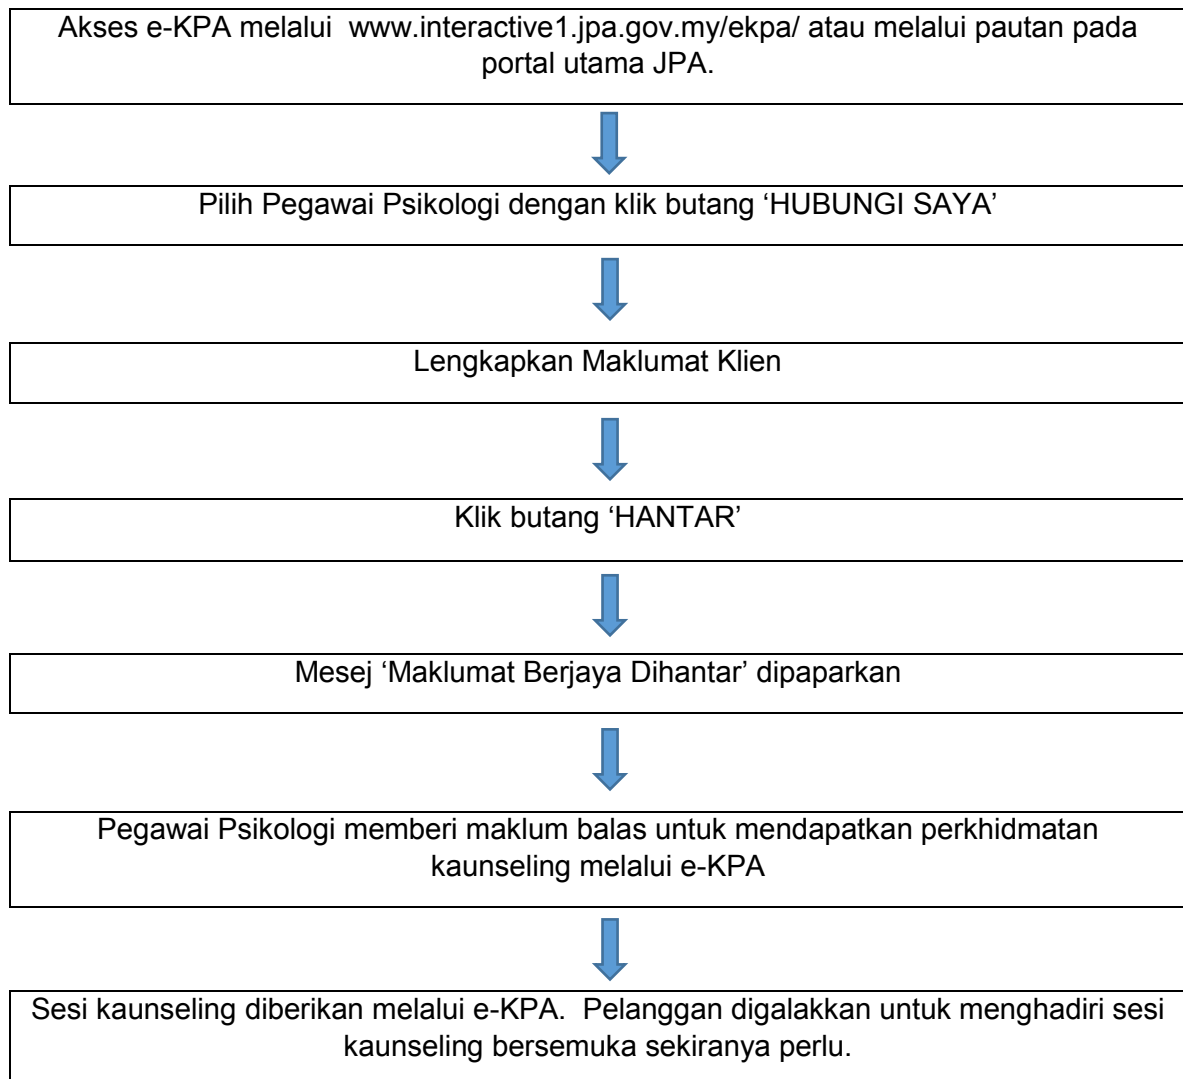 Akses e-KPA melalui  www.interactive1.jpa.gov.my/ekpa/ atau melalui pautan pada
portal utama JPA.
Pilih Pegawai Psikologi dengan klik butang ‘HUBUNGI SAYA’
Lengkapkan Maklumat Klien
Klik butang ‘HANTAR’
Mesej ‘Maklumat Berjaya Dihantar’ dipaparkan
Pegawai Psikologi memberi maklum balas untuk mendapatkan perkhidmatan
kaunseling melalui e-KPA
Sesi kaunseling diberikan melalui e-KPA.  Pelanggan digalakkan untuk menghadiri sesi
kaunseling bersemuka sekiranya perlu.